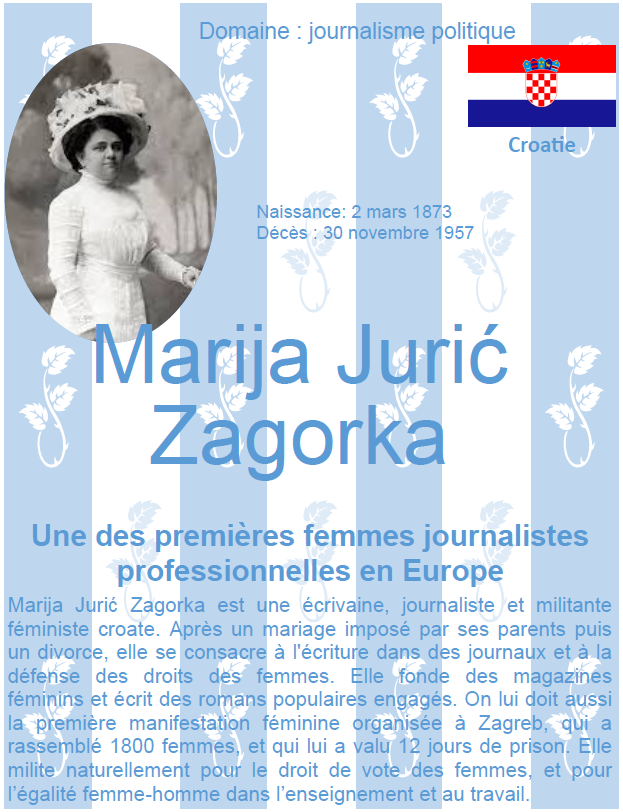 Domaine : journalisme politique
Croatie
Naissance: 2 mars 1873
Décès : 30 novembre 1957
Marija Jurić
Zagorka
Une des premières femmes journalistes
professionnelles en Europe
Marija Jurić Zagorka est une écrivaine, journaliste et militante
féministe croate. Après un mariage imposé par ses parents puis
un divorce, elle se consacre à l'écriture dans des journaux et à la
défense des droits des femmes. Elle fonde des magazines
féminins et écrit des romans populaires engagés. On lui doit aussi
la première manifestation féminine organisée à Zagreb, qui a
rassemblé 1800 femmes, et qui lui a valu 12 jours de prison. Elle
milite naturellement pour le droit de vote des femmes, et pour
l’égalité femme-homme dans l’enseignement et au travail.